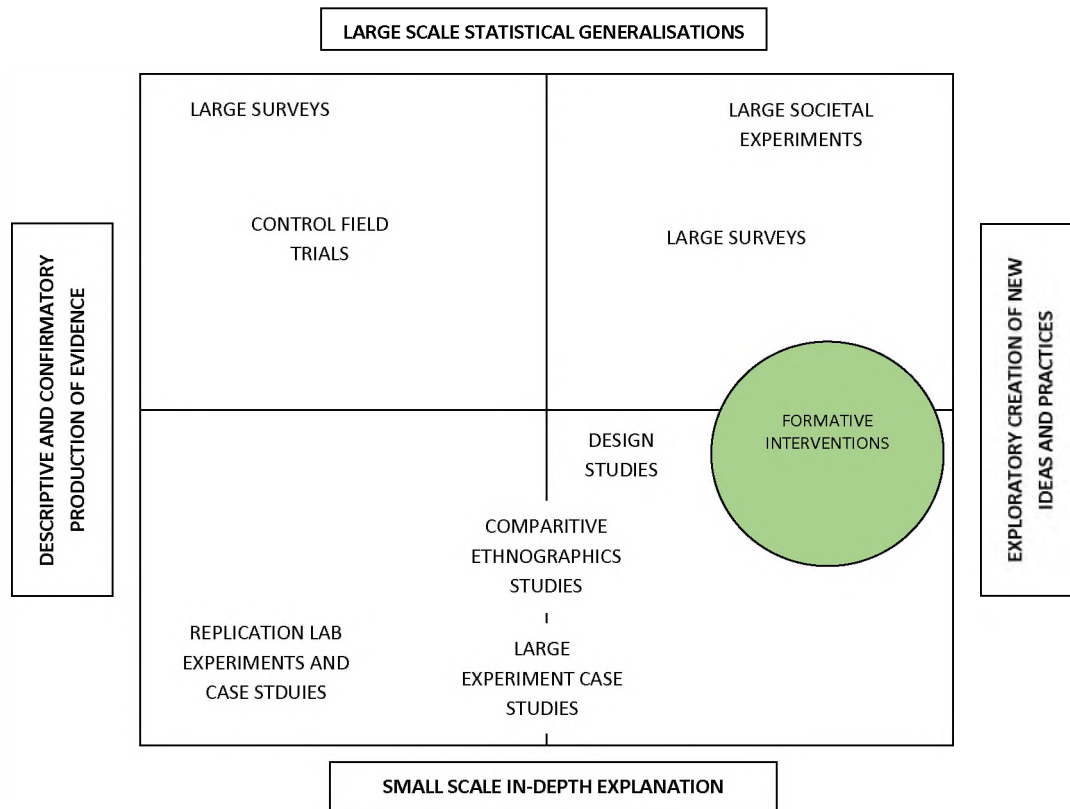 LARGE SCALE STATISTICAL GENERALISATIONS
LARGE SURVEYS
LARGE SOCIETAL
EXPERIMENTS
CONTROL FIELD
TRIALS
LARGE SURVEYS
DESCRIPTIVE AND CONFIRMATORY
PRODUCTION OF EVIDENCE
EXPLORATORY CREATION OF NEW
IDEAS AND PRACTICES
FORMATIVE
INTERVENTIONS
DESIGN
STUDIES
COMPARITIVE
ETHNOGRAPHICS
STUDIES
REPLICATION LAB
EXPERIMENTS AND
CASE STDUIES
LARGE
EXPERIMENT CASE
STUDIES
SMALL SCALE IN-DEPTH EXPLANATION